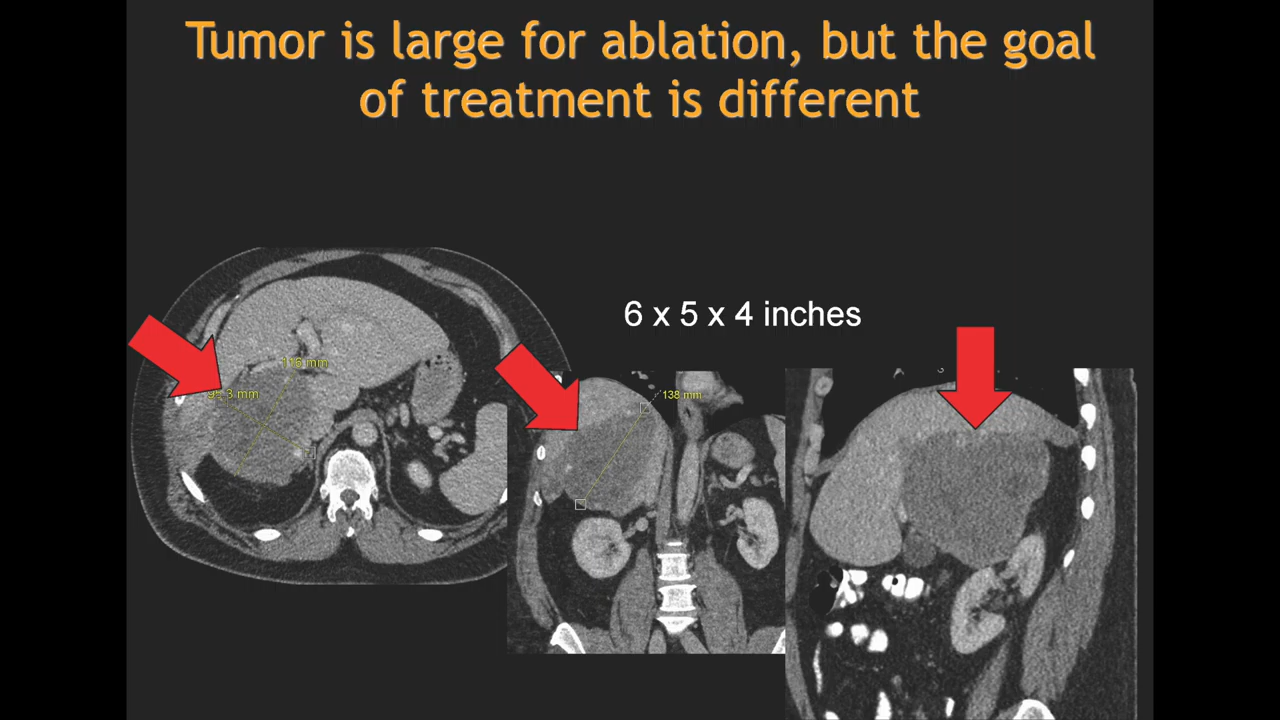 Tumor is large for ablation, but the goal
of treatment is different
6 x 5 x 4 inches
116 mm
138 mm